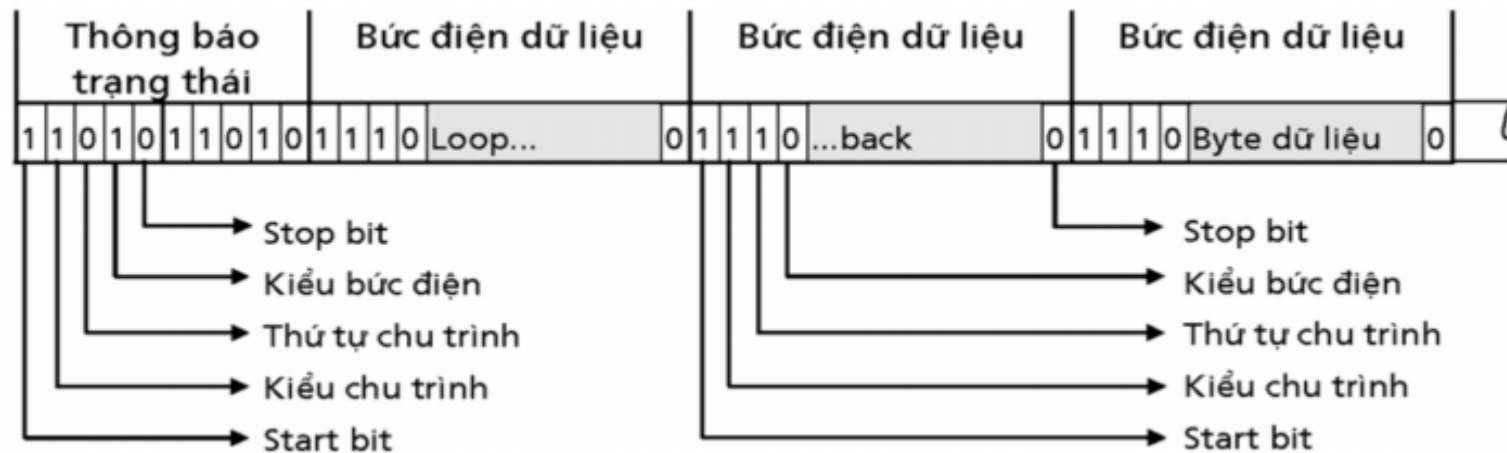 Thông báo
trạng thái
Bức điện dữ liệu
Bức điện dữ liệu
Bức điện dữ liệu
1 1 0 1 0 1 1 0 1 0 1 1 1 0 Loop... 0 1 1 1 0 ...back 0 1 1 1 0 Byte dữ liệu 0
Stop bit
Kiểu bức điện
Thứ tự chu trình
Kiểu chu trình
Start bit
Stop bit
Kiểu bức điện
Thứ tự chu trình
Kiểu chu trình
Start bit